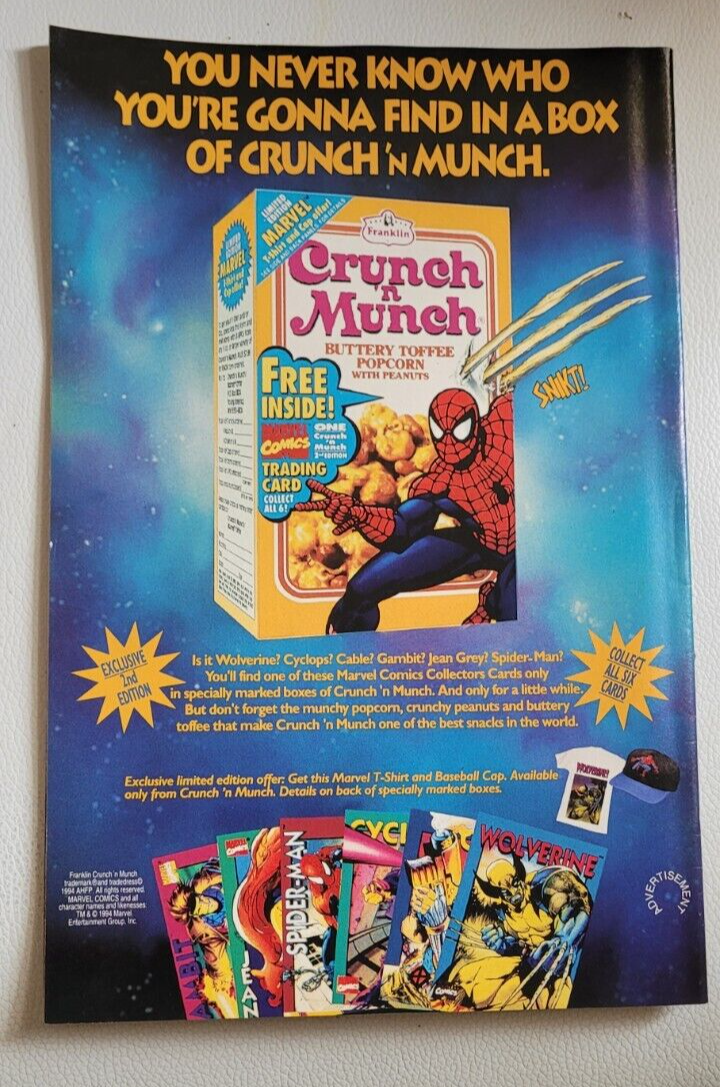 YOU NEVER KNOW WHO
YOU'RE GONNA FIND IN A BOX
OF CRUNCH 'N MUNCH.
LIMITED
EDITION
MARVEL
T-Shirt and Cap offer!
MARVEL
Franklin
Crunch
'n
Munch
BUTTERY TOFFEE
POPCORN
WITH PEANUTS
SNIKT!
FREE
INSIDE!
MARVEL
COMICS
ONE
Crunch
'n
Munch
2nd EDITION
TRADING
CARD
COLLECT
ALL 6!
EXCLUSIVE
2nd
EDITION
Is it Wolverine? Cyclops? Cable? Gambit? Jean Grey? Spider-Man?
You'll find one of these Marvel Comics Collectors Cards only
in specially marked boxes of Crunch 'n Munch. And only for a little while.
But don't forget the munchy popcorn, crunchy peanuts and buttery
toffee that make Crunch 'n Munch one of the best snacks in the world.
COLLECT
ALL SIX
CARDS
Exclusive limited edition offer: Get this Marvel T-Shirt and Baseball Cap. Available
only from Crunch 'n Munch. Details on back of specially marked boxes.
WOLVERINE!
Franklin Crunch 'n Munch
trademark® and tradedress©
1994 AHFP. All rights reserved.
MARVEL COMICS and all
character names and likenesses
TM & © 1994 Marvel
Entertainment Group, Inc.
AMBIT
JEAN
SPIDER-MAN
CYCL
WOLVERINE
ADVERTISEMENT